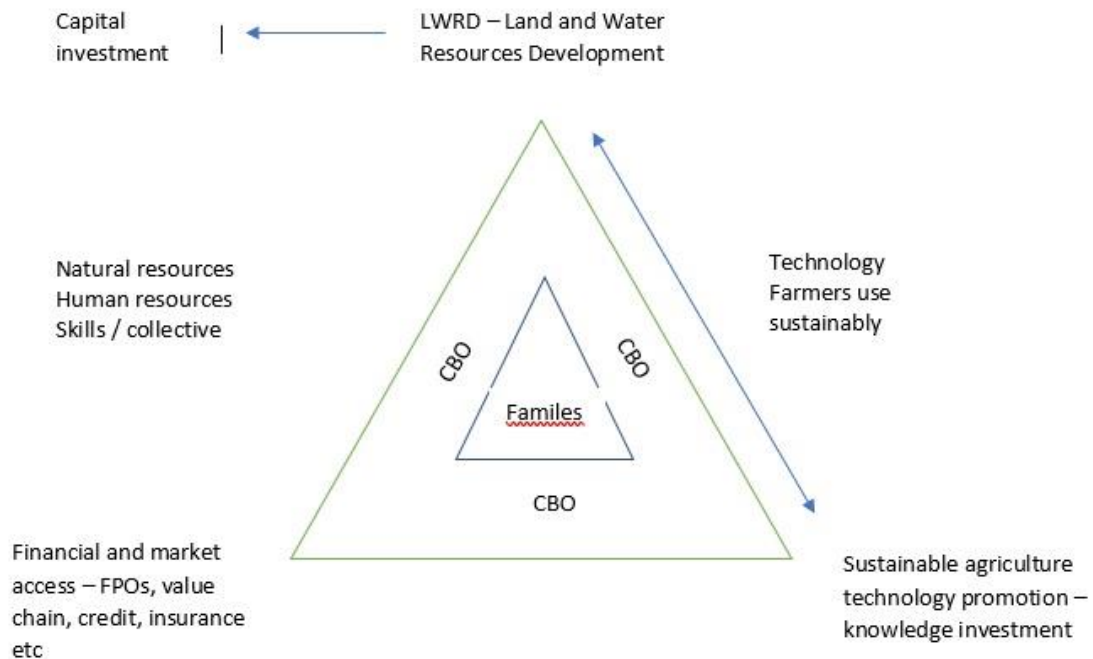 Capital
investment
LWRD – Land and Water
Resources Development
Natural resources
Human resources
Skills / collective
Technology
Farmers use
sustainably
CBO
CBO
Familes
CBO
Financial and market
access – FPOs, value
chain, credit, insurance
etc
Sustainable agriculture
technology promotion –
knowledge investment